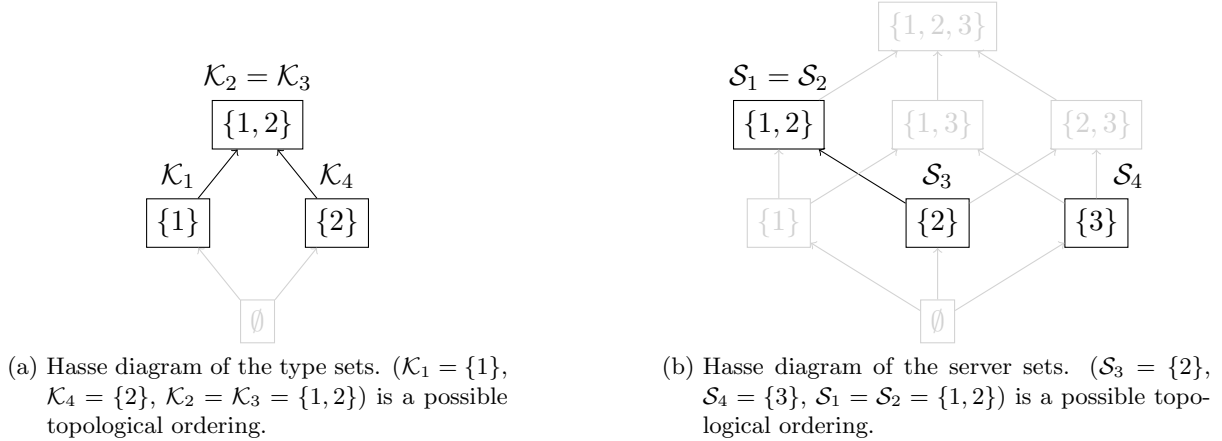 {1, 2, 3}
𝒦₂ = 𝒦₃
𝒮₁ = 𝒮₂
{1, 2}
{1, 2}
{1, 3}
{2, 3}
𝒦₁
𝒦₄
𝒮₃
𝒮₄
{1}
{2}
{1}
{2}
{3}
∅
∅
(a) Hasse diagram of the type sets. (𝒦₁ = {1},
𝒦₄ = {2}, 𝒦₂ = 𝒦₃ = {1, 2}) is a possible
topological ordering.
(b) Hasse diagram of the server sets. (𝒮₃ = {2},
𝒮₄ = {3}, 𝒮₁ = 𝒮₂ = {1, 2}) is a possible topo-
logical ordering.